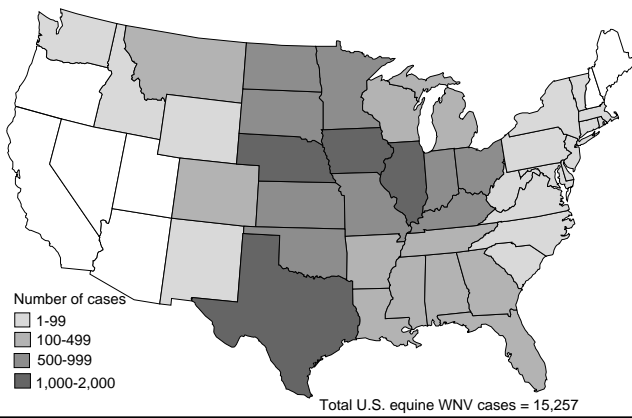 Number of cases
1-99
100-499
500-999
1,000-2,000
Total U.S. equine WNV cases = 15,257